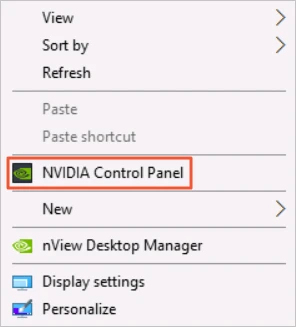 View
Sort by
Refresh
Paste
Paste shortcut
NVIDIA Control Panel
New
nView Desktop Manager
Display settings
Personalize